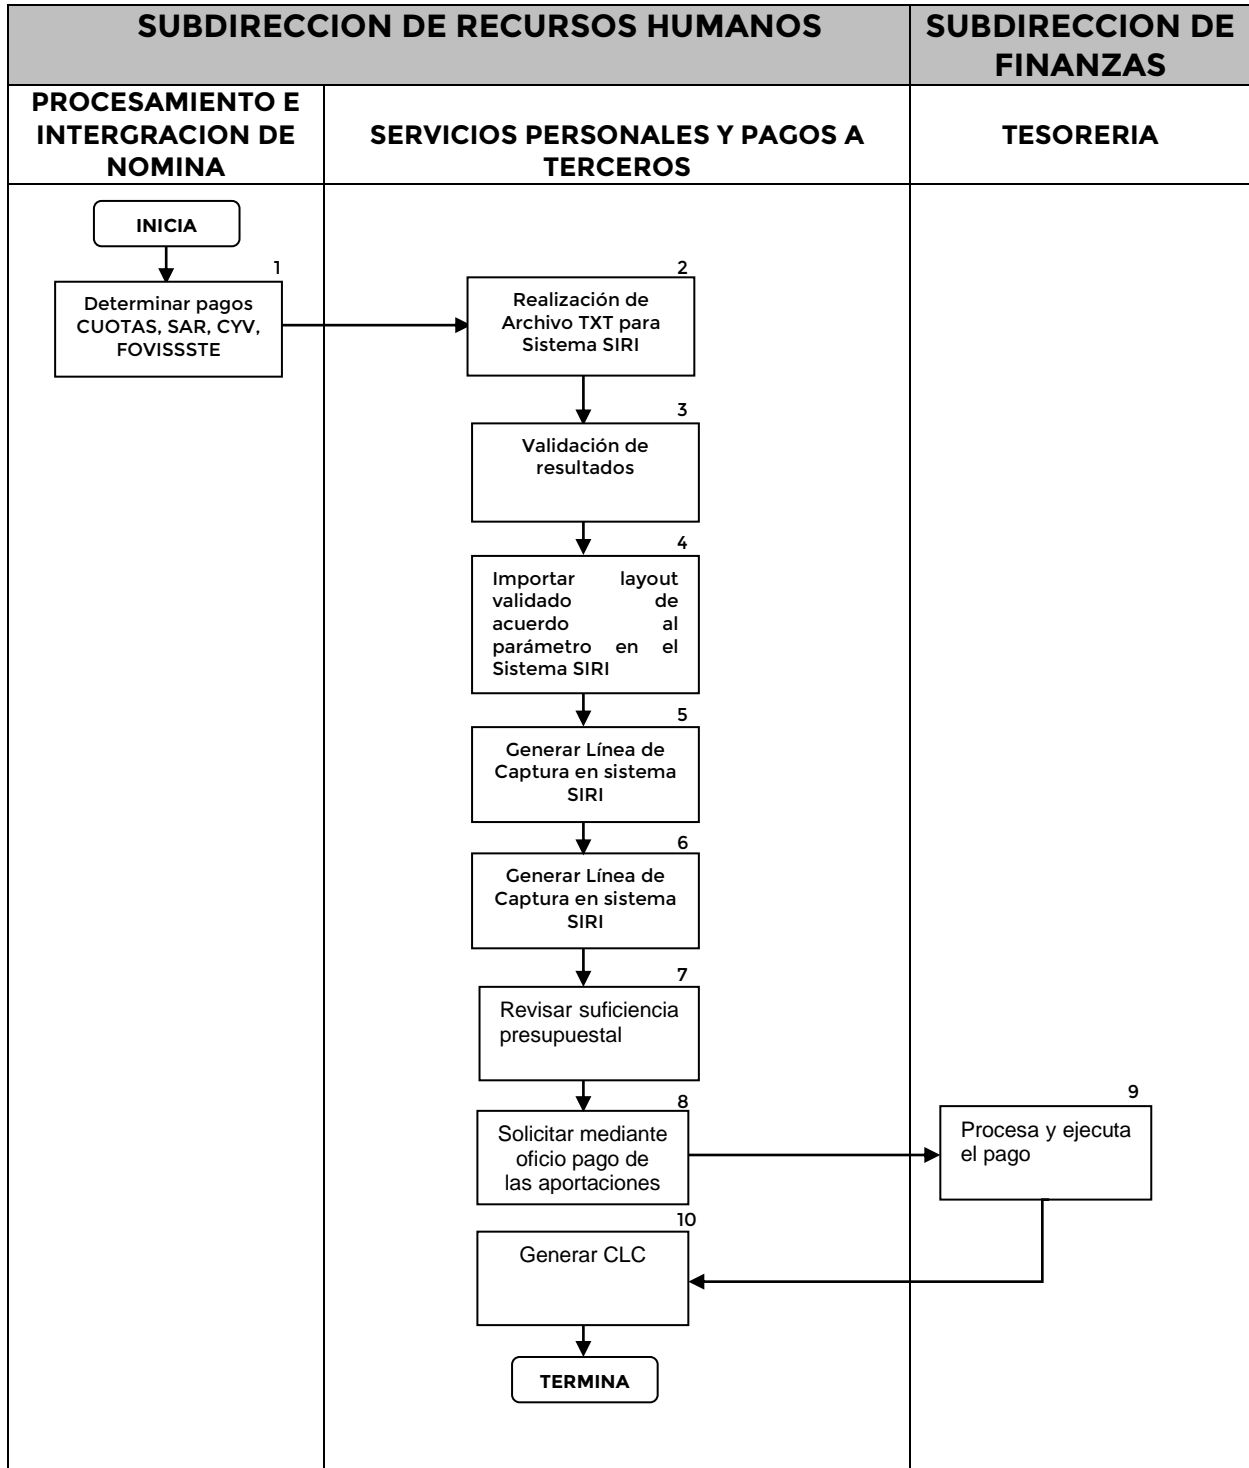 SUBDIRECCION DE RECURSOS HUMANOS
SUBDIRECCION DE
FINANZAS
PROCESAMIENTO E
INTERGRACION DE
NOMINA
SERVICIOS PERSONALES Y PAGOS A
TERCEROS
TESORERIA
INICIA
1
Determinar pagos
CUOTAS, SAR, CYV,
FOVISSSTE
2
Realización de
Archivo TXT para
Sistema SIRI
3
Validación de
resultados
4
Importar layout
validado de
acuerdo al
parámetro en el
Sistema SIRI
5
Generar Línea de
Captura en sistema
SIRI
6
Generar Línea de
Captura en sistema
SIRI
7
Revisar suficiencia
presupuestal
8
Solicitar mediante
oficio pago de
las aportaciones
9
Procesa y ejecuta
el pago
10
Generar CLC
TERMINA